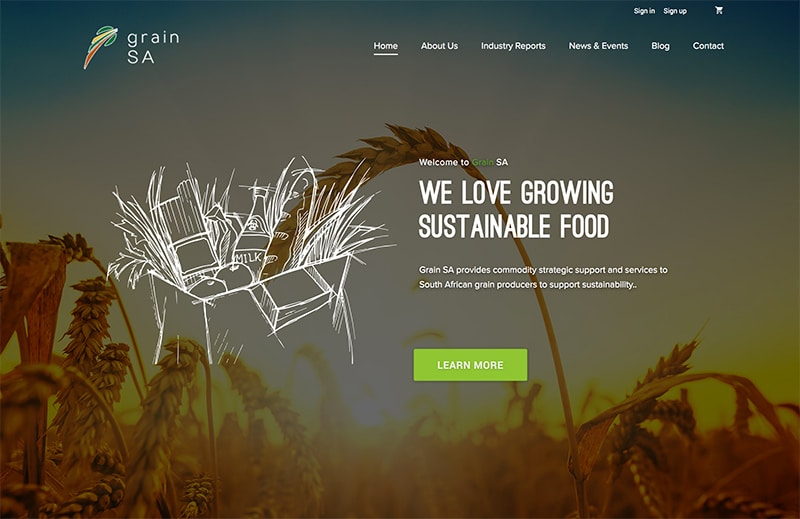 Sign in Sign up
grain
SA
Home About Us Industry Reports News & Events Blog Contact
Welcome to Grain SA
WE LOVE GROWING
SUSTAINABLE FOOD
MILK
Grain SA provides commodity strategic support and services to
South African grain producers to support sustainability..
LEARN MORE